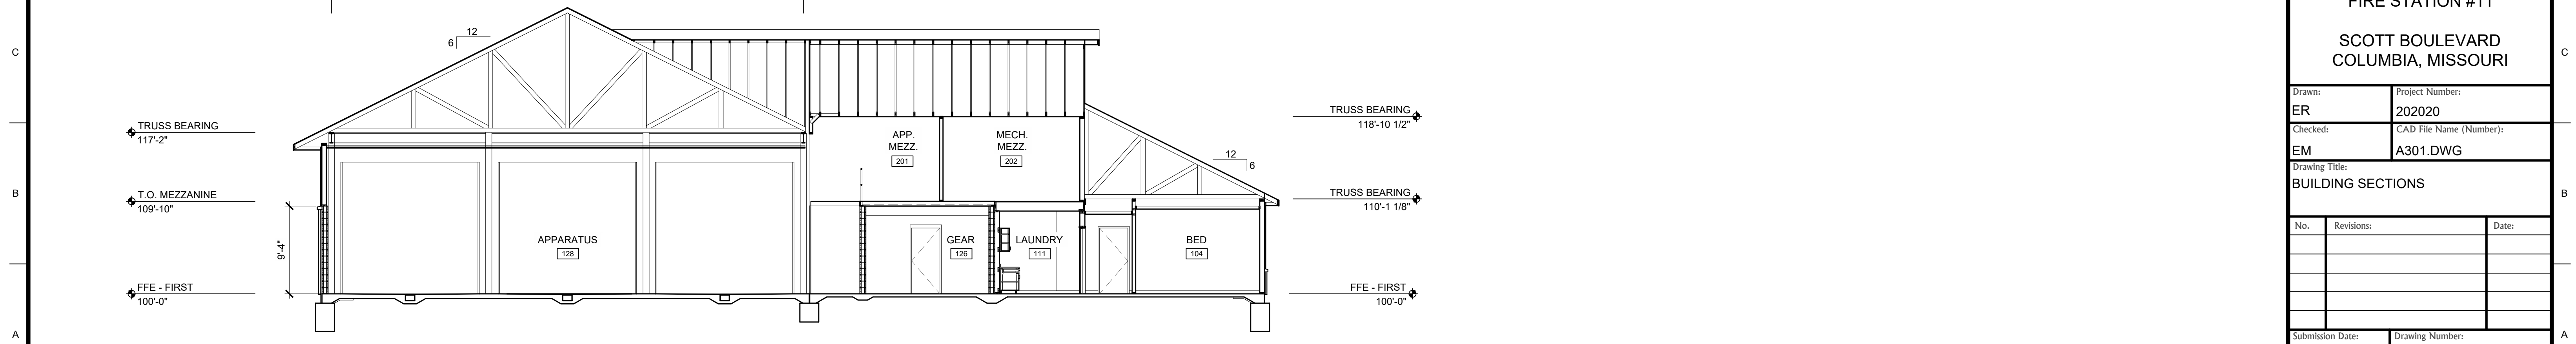 C
12
6
TRUSS BEARING
117'-2"
T.O. MEZZANINE
109'-10"
9'-4"
FFE - FIRST
100'-0"
B
A
APPARATUS
128
APP.
MEZZ.
201
MECH.
MEZZ.
202
GEAR
126
LAUNDRY
111
BED
104
12
6
TRUSS BEARING
118'-10 1/2"
TRUSS BEARING
110'-1 1/8"
FFE - FIRST
100'-0"
FIRE STATION #11
SCOTT BOULEVARD
COLUMBIA, MISSOURI
Drawn:
ER
Project Number:
202020
Checked:
EM
CAD File Name (Number):
A301.DWG
Drawing Title:
BUILDING SECTIONS
No. Revisions: Date:
Submission Date: Drawing Number:
C
B
A